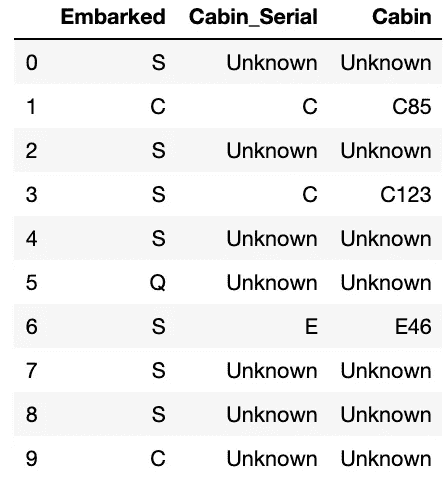 Embarked Cabin_Serial Cabin
0 S Unknown Unknown
1 C C C85
2 S Unknown Unknown
3 S C C123
4 S Unknown Unknown
5 Q Unknown Unknown
6 S E E46
7 S Unknown Unknown
8 S Unknown Unknown
9 C Unknown Unknown